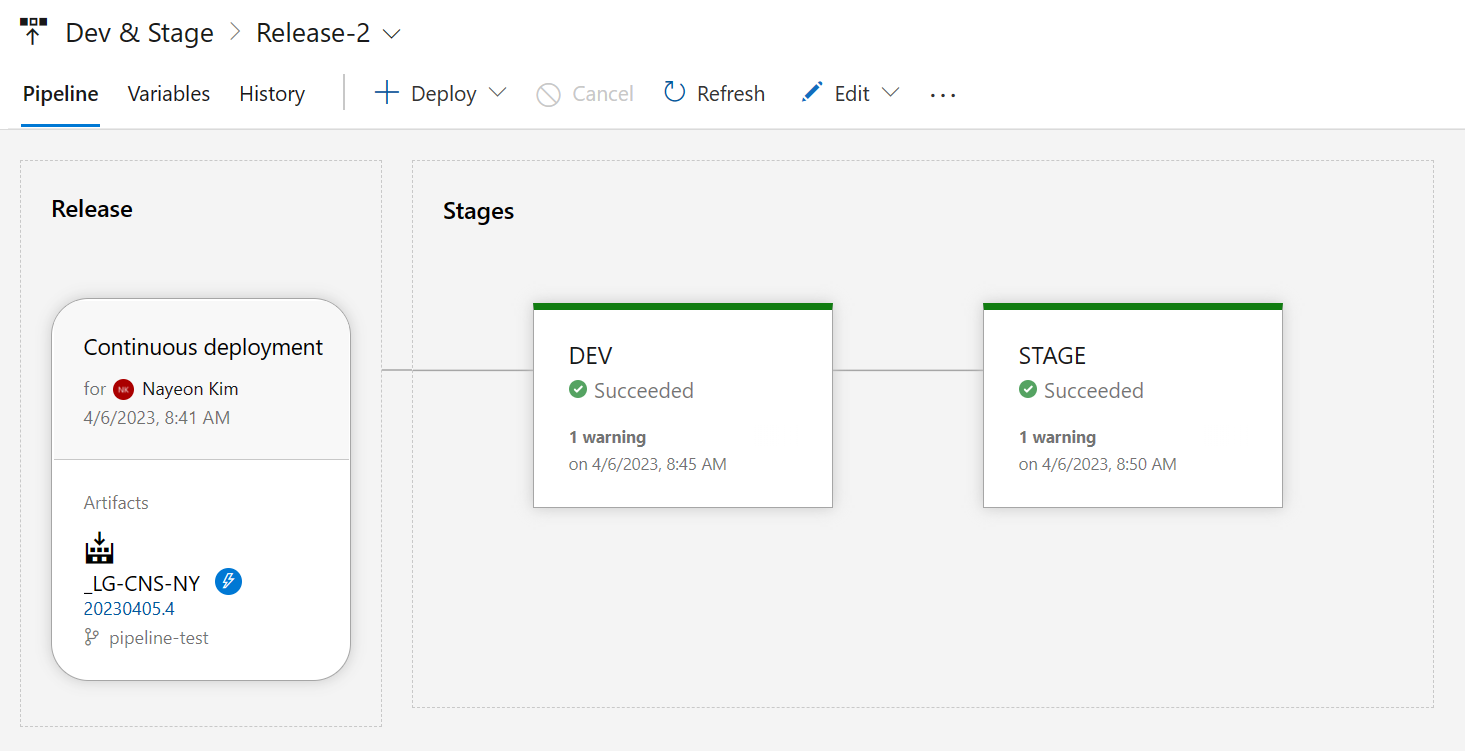 Dev & Stage > Release-2
Pipeline Variables History Deploy Cancel Refresh Edit ...
Release
Continuous deployment
for NK Nayeon Kim
4/6/2023, 8:41 AM
Artifacts
_LG-CNS-NY
20230405.4
pipeline-test
Stages
DEV
Succeeded
1 warning
on 4/6/2023, 8:45 AM
STAGE
Succeeded
1 warning
on 4/6/2023, 8:50 AM